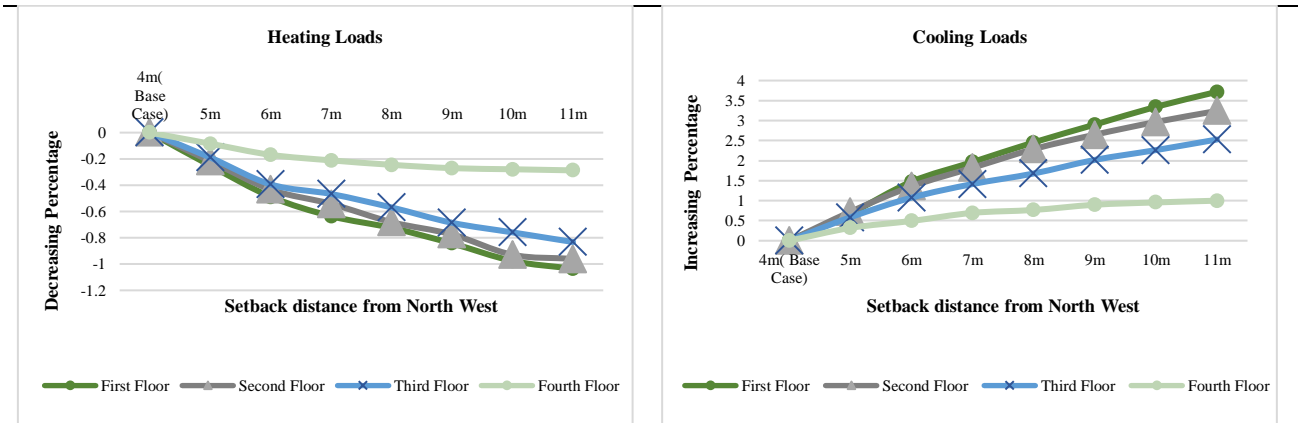 Heating Loads
Decreasing Percentage
4m(
Base
Case)
5m
6m
7m
8m
9m
10m
11m
0
-0.2
-0.4
-0.6
-0.8
-1
-1.2
Setback distance from North West
First Floor
Second Floor
Third Floor
Fourth Floor
Cooling Loads
Increasing Percentage
4
3.5
3
2.5
2
1.5
1
0.5
0
4m( Base
Case)
5m
6m
7m
8m
9m
10m
11m
Setback distance from North West
First Floor
Second Floor
Third Floor
Fourth Floor